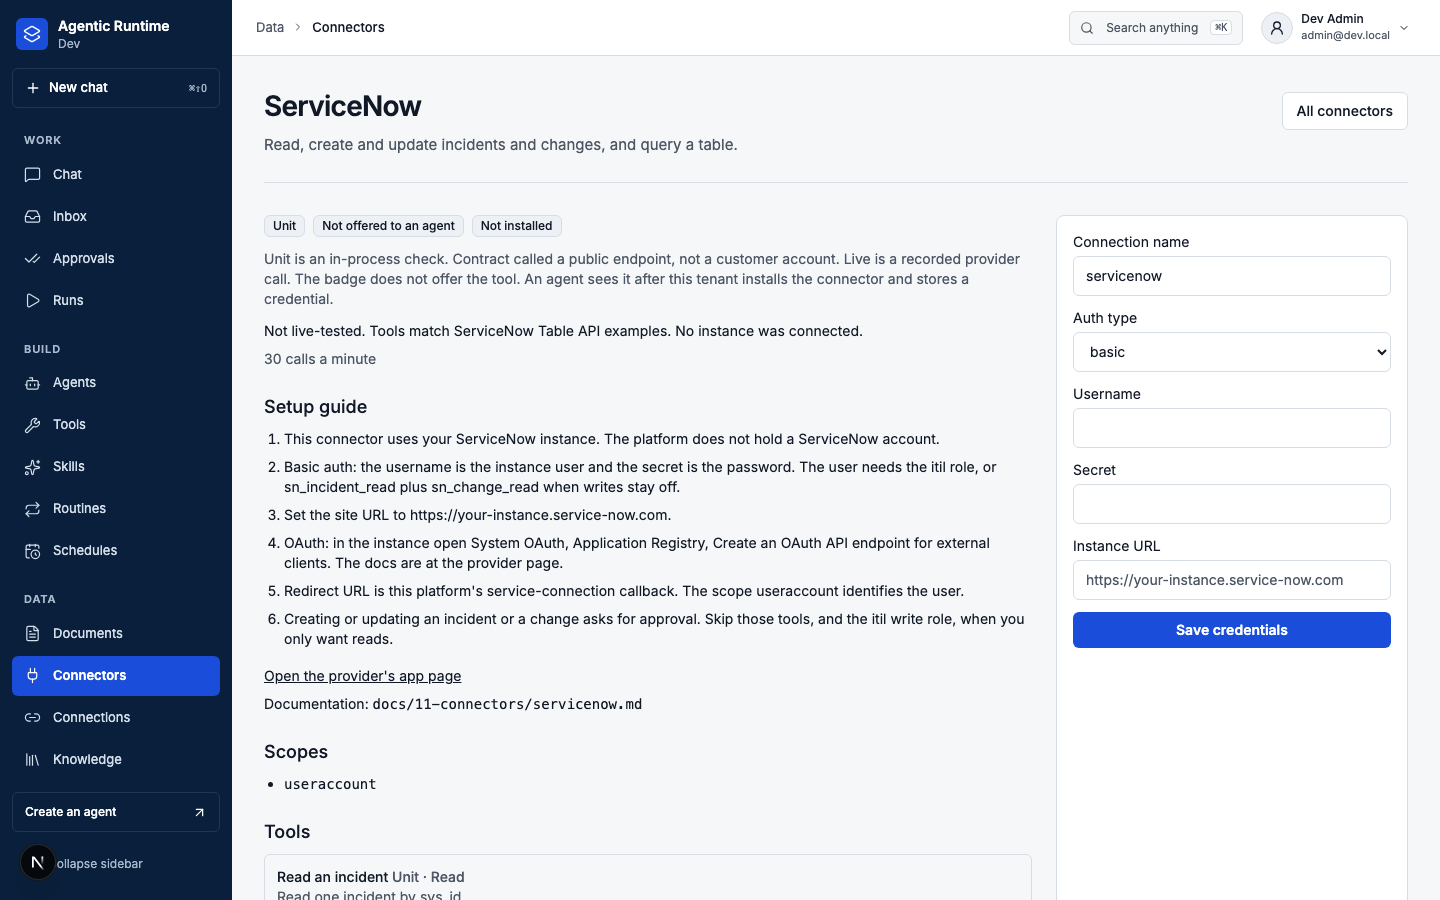 Agentic Runtime
Dev
New chat
⌘⇧O
WORK
Chat
Inbox
Approvals
Runs
BUILD
Agents
Tools
Skills
Routines
Schedules
DATA
Documents
Connectors
Connections
Knowledge
Create an agent
N
ollapse sidebar
Data
Connectors
Search anything
⌘K
Dev Admin
admin@dev.local
ServiceNow
Read, create and update incidents and changes, and query a table.
All connectors
Unit
Not offered to an agent
Not installed
Unit is an in-process check. Contract called a public endpoint, not a customer account. Live is a recorded provider
call. The badge does not offer the tool. An agent sees it after this tenant installs the connector and stores a
credential.
Not live-tested. Tools match ServiceNow Table API examples. No instance was connected.
30 calls a minute
Setup guide
1. This connector uses your ServiceNow instance. The platform does not hold a ServiceNow account.
2. Basic auth: the username is the instance user and the secret is the password. The user needs the itil role, or
sn_incident_read plus sn_change_read when writes stay off.
3. Set the site URL to https://your-instance.service-now.com.
4. OAuth: in the instance open System OAuth, Application Registry, Create an OAuth API endpoint for external
clients. The docs are at the provider page.
5. Redirect URL is this platform's service-connection callback. The scope useraccount identifies the user.
6. Creating or updating an incident or a change asks for approval. Skip those tools, and the itil write role, when you
only want reads.
Open the provider's app page
Documentation: docs/11-connectors/servicenow.md
Scopes
• useraccount
Tools
Read an incident Unit · Read
Read one incident by sys_id
Connection name
servicenow
Auth type
basic
Username
Secret
Instance URL
https://your-instance.service-now.com
Save credentials